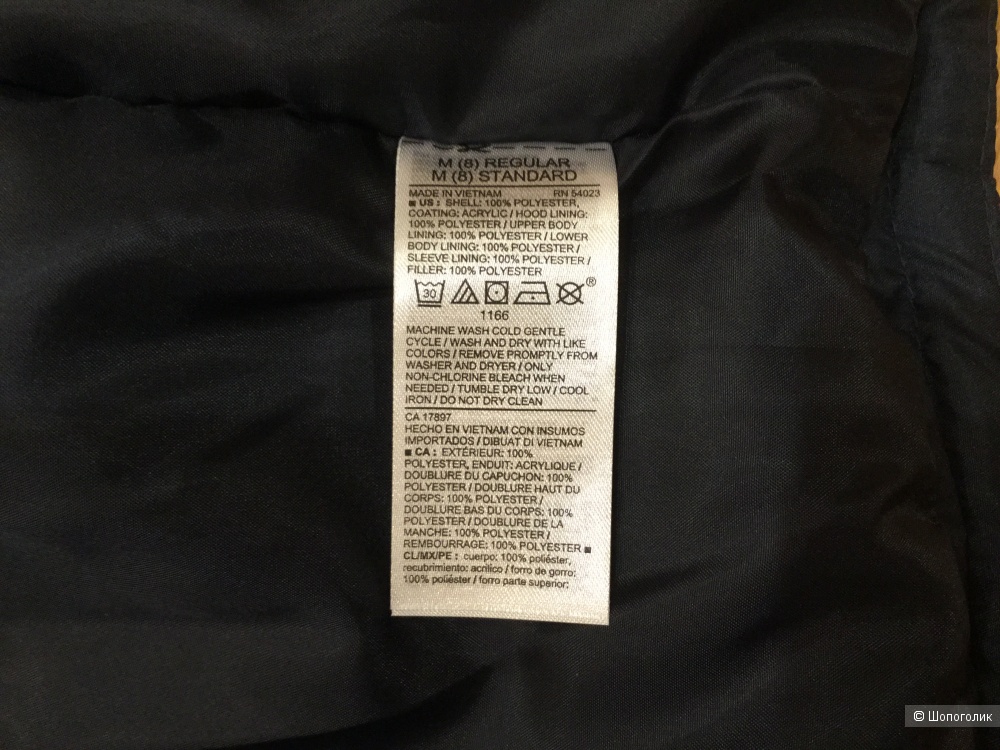 M (8) REGULAR
M (8) STANDARD
MADE IN VIETNAM RN 54023
■ US : SHELL: 100% POLYESTER,
COATING: ACRYLIC / HOOD LINING:
100% POLYESTER / UPPER BODY
LINING: 100% POLYESTER / LOWER
BODY LINING: 100% POLYESTER /
SLEEVE LINING: 100% POLYESTER /
FILLER: 100% POLYESTER
30 ®
1166
MACHINE WASH COLD GENTLE
CYCLE / WASH AND DRY WITH LIKE
COLORS / REMOVE PROMPTLY FROM
WASHER AND DRYER / ONLY
NON-CHLORINE BLEACH WHEN
NEEDED / TUMBLE DRY LOW / COOL
IRON / DO NOT DRY CLEAN
CA 17897
HECHO EN VIETNAM CON INSUMOS
IMPORTADOS / DIBUAT DI VIETNAM
■ CA : EXTÉRIEUR: 100%
POLYESTER, ENDUIT: ACRYLIQUE /
DOUBLURE DU CAPUCHON: 100%
POLYESTER / DOUBLURE HAUT DU
CORPS: 100% POLYESTER /
DOUBLURE BAS DU CORPS: 100%
POLYESTER / DOUBLURE DE LA
MANCHE: 100% POLYESTER /
REMBOURRAGE: 100% POLYESTER ■
CL/MX/PE : cuerpo: 100% poliéster,
recubrimiento: acrílico / forro de gorro:
100% poliéster / forro parte superior:
© Шопоголик